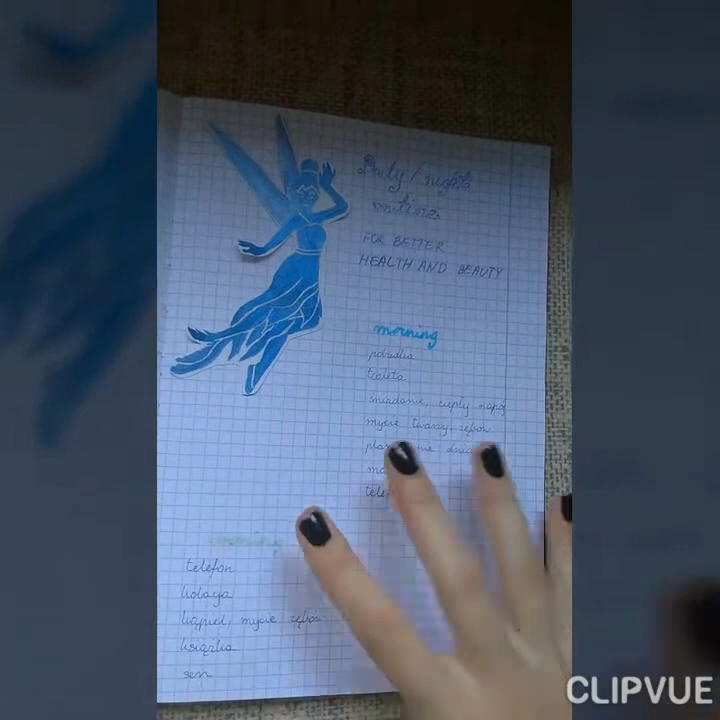 Daily / night
routine
FOR BETTER
HEALTH AND BEAUTY
morning
pobudka
toaleta
śniadanie, ciepły napój
mycie twarzy, zębów
dnia
telefon
kolacja
kąpiel, mycie zębów
książka
sen
CLIPVUE